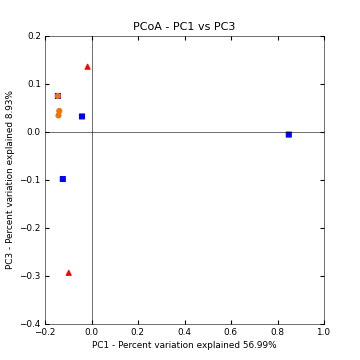 PCoA - PC1 vs PC3
PC3 - Percent variation explained 8.93%
0.2
0.1
0.0
−0.1
−0.2
−0.3
−0.4
−0.2 0.0 0.2 0.4 0.6 0.8 1.0
PC1 - Percent variation explained 56.99%